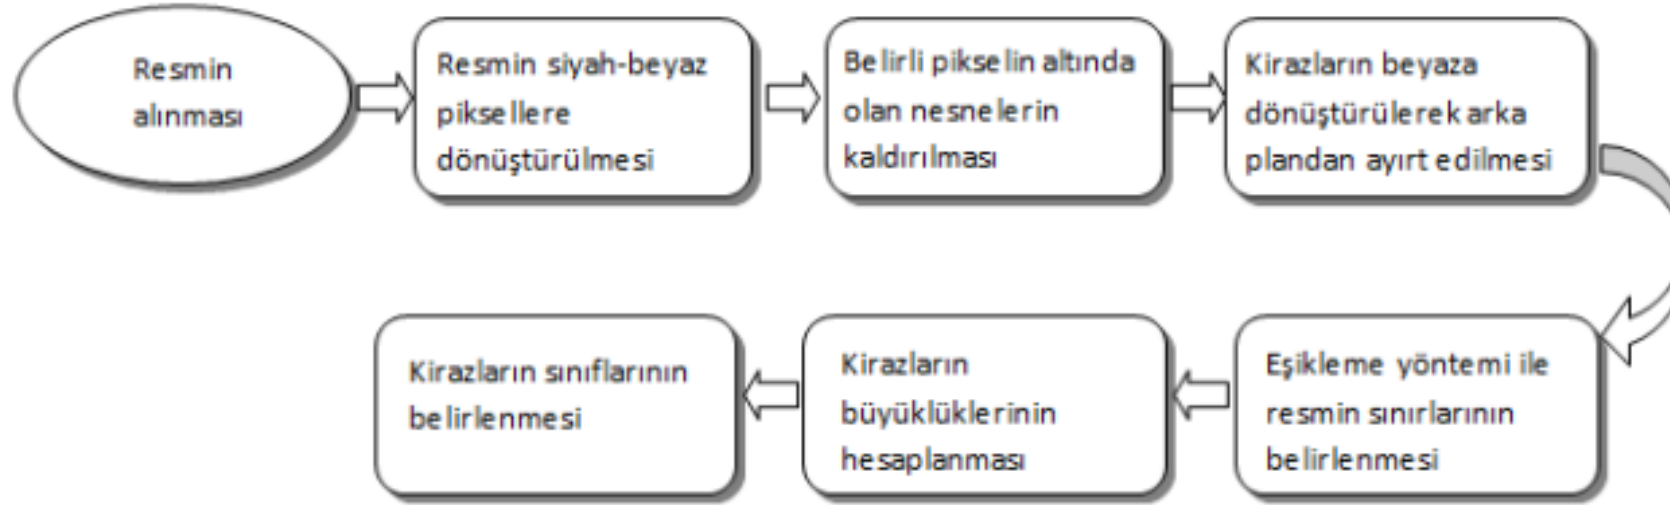 Resmin
alınması
Resmin siyah-beyaz
piksellere
dönüştürülmesi
Belirli pikselin altında
olan nesnelerin
kaldırılması
Kirazların beyaza
dönüştürülerek arka
plandan ayırt edilmesi
Eşikleme yöntemi ile
resmin sınırlarının
belirlenmesi
Kirazların
büyüklüklerinin
hesaplanması
Kirazların sınıflarının
belirlenmesi